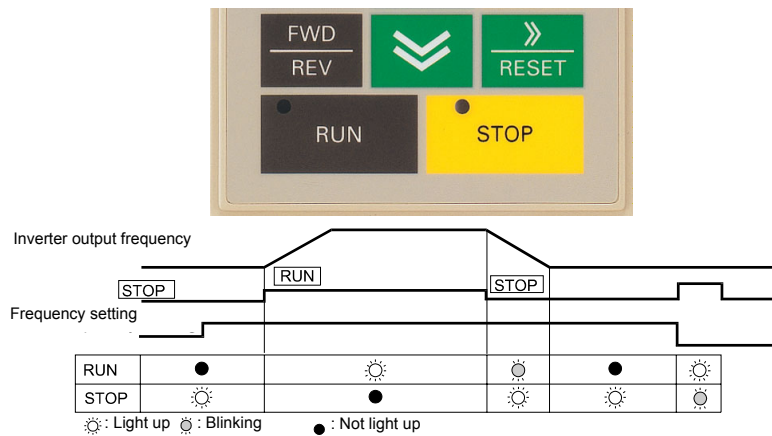 FWD
REV
RESET
RUN
STOP
Inverter output frequency
RUN
STOP
STOP
Frequency setting
RUN
STOP
: Light up : Blinking : Not light up